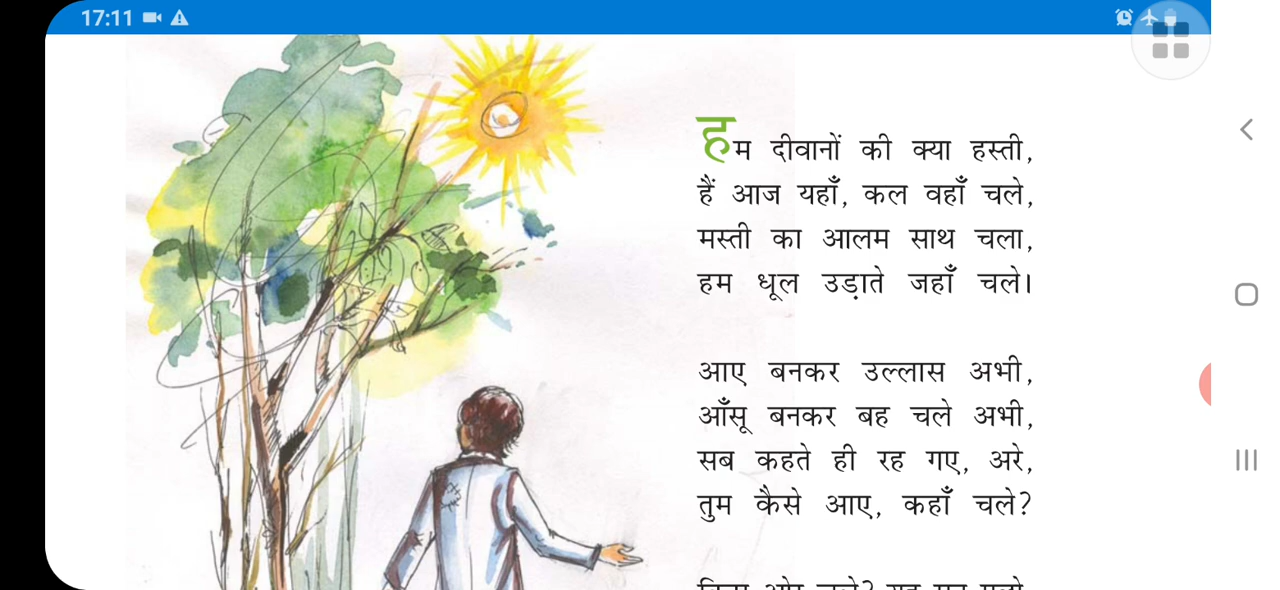 17:11
हम दीवानों की क्या हस्ती,
हैं आज यहाँ, कल वहाँ चले,
मस्ती का आलम साथ चला,
हम धूल उड़ाते जहाँ चले।
आए बनकर उल्लास अभी,
आँसू बनकर बह चले अभी,
सब कहते ही रह गए, अरे,
तुम कैसे आए, कहाँ चले?